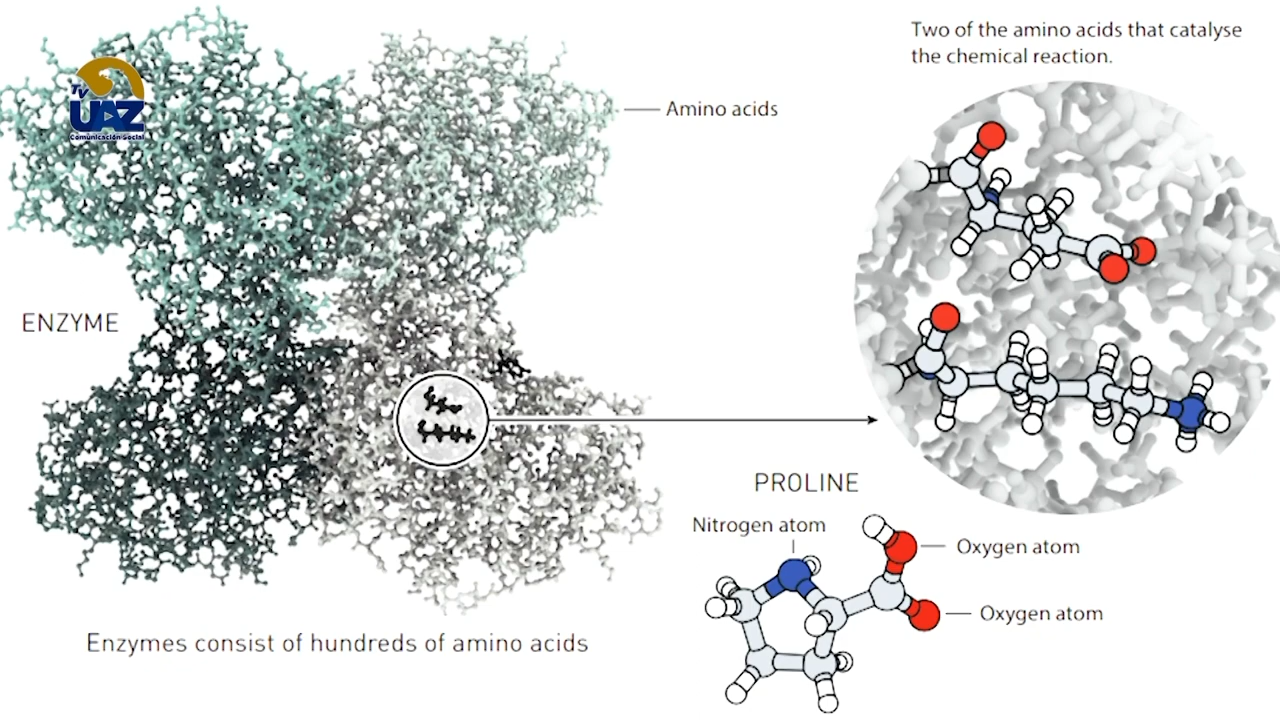 Two of the amino acids that catalyse
the chemical reaction.
TV
UAZ
Comunicación Social
Amino acids
ENZYME
PROLINE
Nitrogen atom
Oxygen atom
Oxygen atom
Enzymes consist of hundreds of amino acids